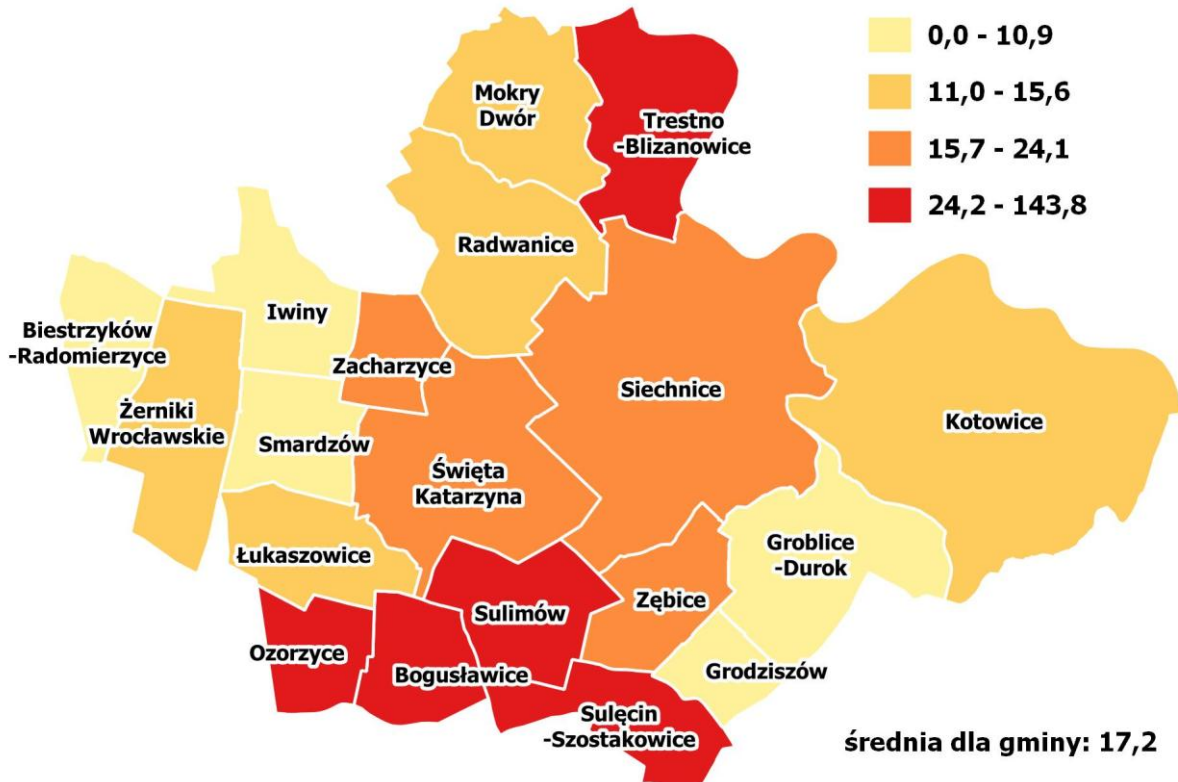 0,0 - 10,9
11,0 - 15,6
15,7 - 24,1
24,2 - 143,8
Mokry
Dwór
Trestno
-Blizanowice
Radwanice
Iwiny
Biestrzyków
-Radomierzyce
Zacharzyce
Siechnice
Kotowice
Żerniki
Wrocławskie
Smardzów
Święta
Katarzyna
Łukaszowice
Groblice
-Durok
Zębice
Sulimów
Ozorzyce
Bogusławice
Grodziszów
Sulęcin
-Szostakowice
średnia dla gminy: 17,2